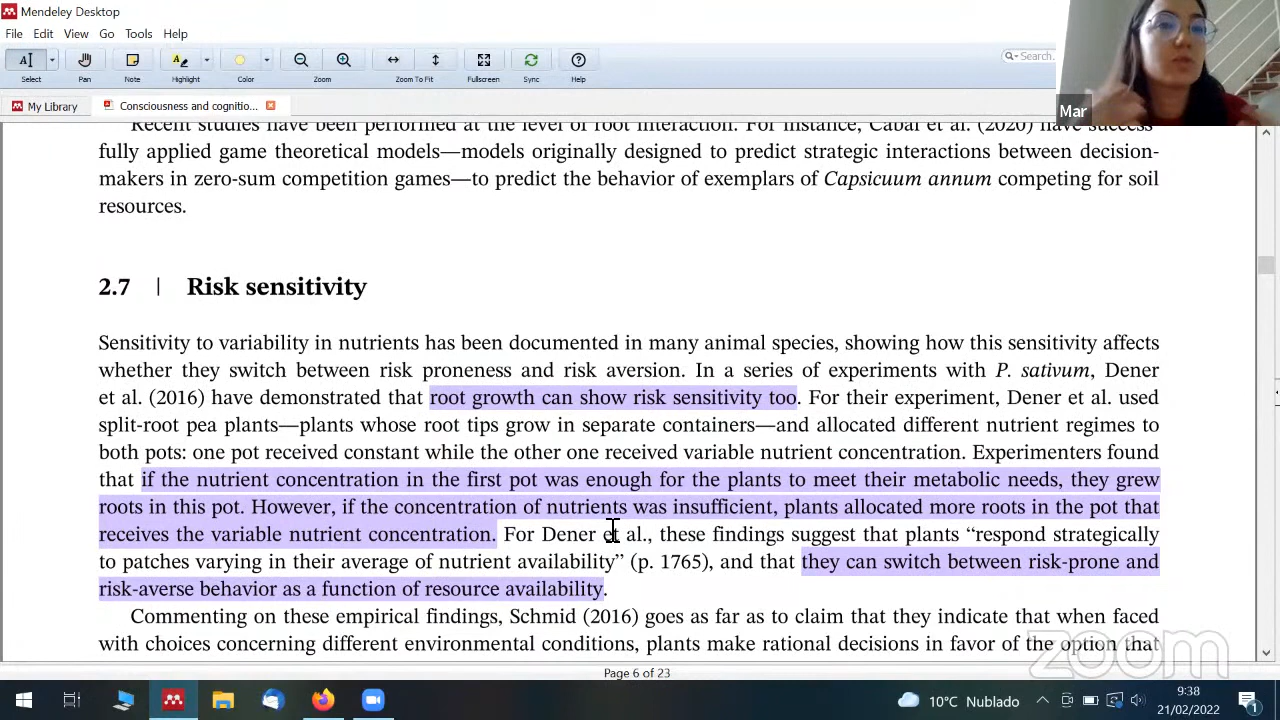 Mendeley Desktop
File Edit View Go Tools Help
Select Pan Note Highlight Color Zoom Zoom To Fit Fullscreen Sync Help
Search...
My Library Consciousness and cognitio...
Mar
Recent studies have been performed at the level of root interaction. For instance, Cabal et al. (2020) have success-
fully applied game theoretical models—models originally designed to predict strategic interactions between decision-
makers in zero-sum competition games—to predict the behavior of exemplars of Capsicuum annum competing for soil
resources.
2.7 | Risk sensitivity
Sensitivity to variability in nutrients has been documented in many animal species, showing how this sensitivity affects
whether they switch between risk proneness and risk aversion. In a series of experiments with P. sativum, Dener
et al. (2016) have demonstrated that root growth can show risk sensitivity too. For their experiment, Dener et al. used
split-root pea plants—plants whose root tips grow in separate containers—and allocated different nutrient regimes to
both pots: one pot received constant while the other one received variable nutrient concentration. Experimenters found
that if the nutrient concentration in the first pot was enough for the plants to meet their metabolic needs, they grew
roots in this pot. However, if the concentration of nutrients was insufficient, plants allocated more roots in the pot that
receives the variable nutrient concentration. For Dener et al., these findings suggest that plants “respond strategically
to patches varying in their average of nutrient availability” (p. 1765), and that they can switch between risk-prone and
risk-averse behavior as a function of resource availability.
Commenting on these empirical findings, Schmid (2016) goes as far as to claim that they indicate that when faced
with choices concerning different environmental conditions, plants make rational decisions in favor of the option that
zoom
Page 6 of 23
10°C Nublado
9:38
21/02/2022
1